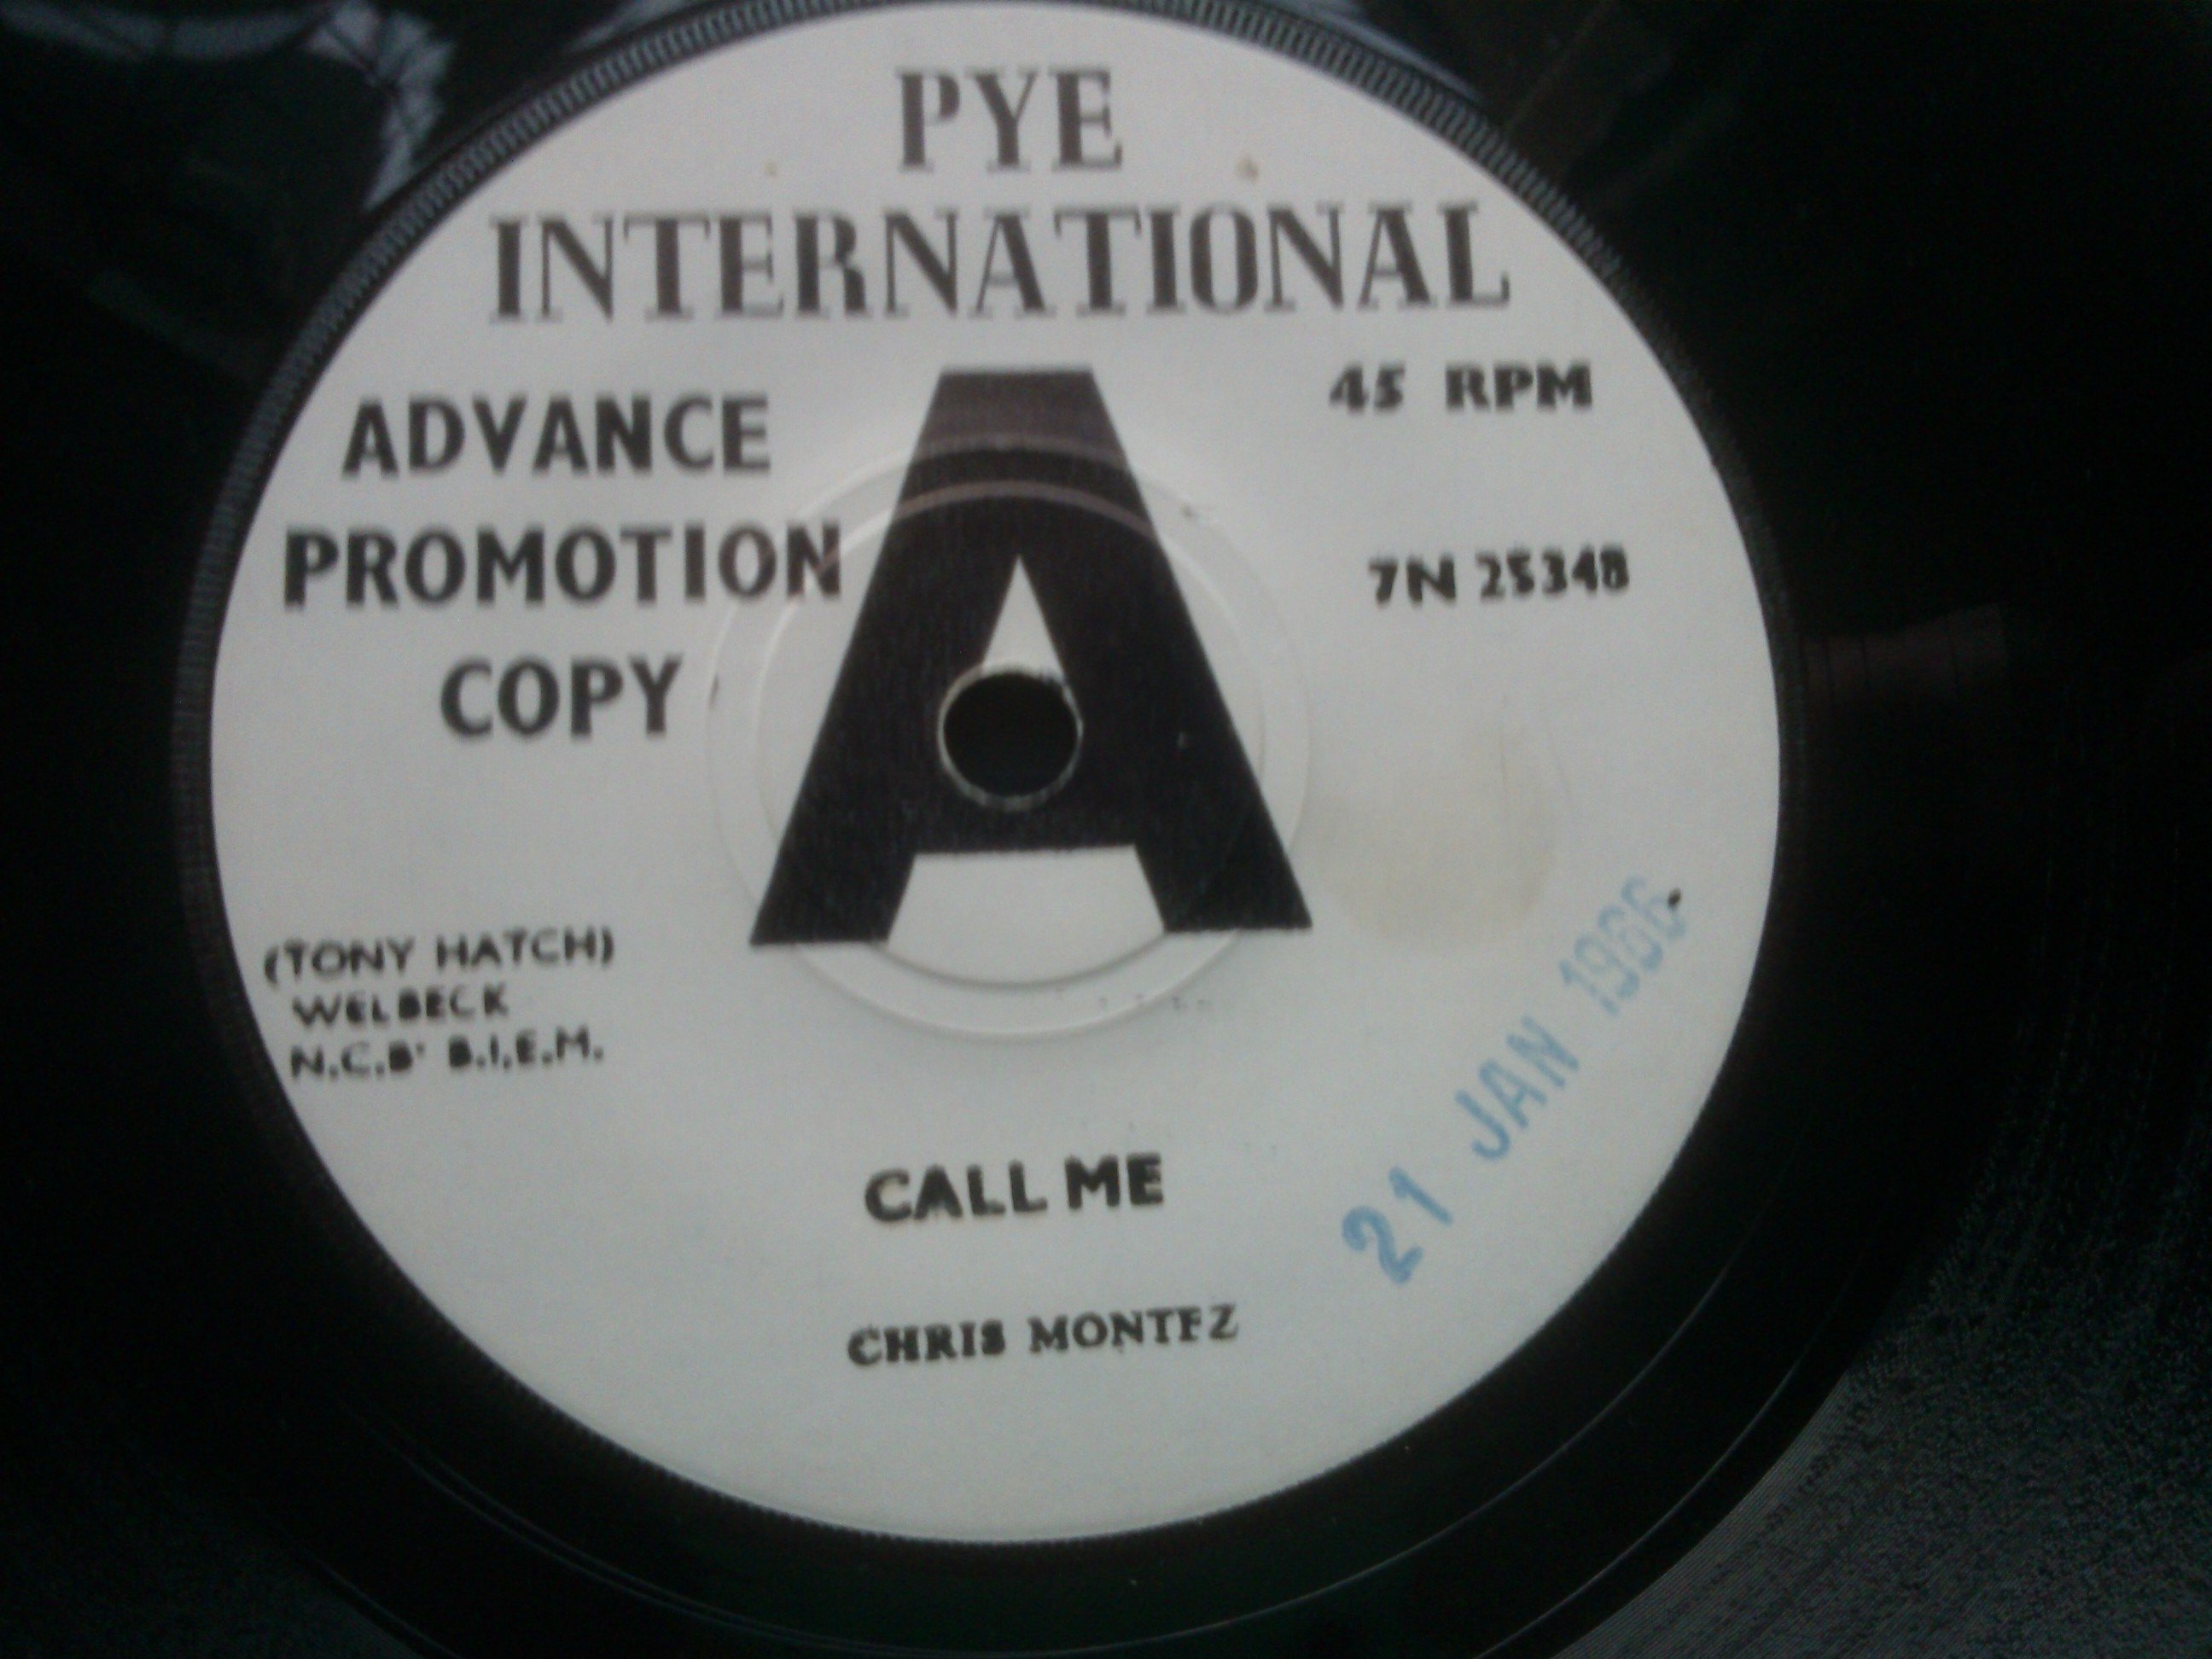 PYE
INTERNATIONAL
ADVANCE
PROMOTION
COPY
A
45 RPM
7N 25348
(TONY HATCH)
WELBECK
N.C.B' B.I.E.M.
CALL ME
CHRIS MONTEZ
21 JAN 1966